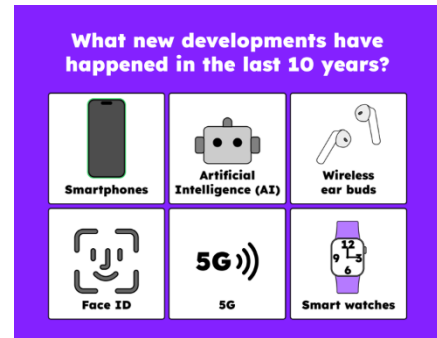 What new developments have
happened in the last 10 years?
Smartphones
Artificial
Intelligence (AI)
Wireless
ear buds
Face ID
5G
5G
12
9 3
6
Smart watches